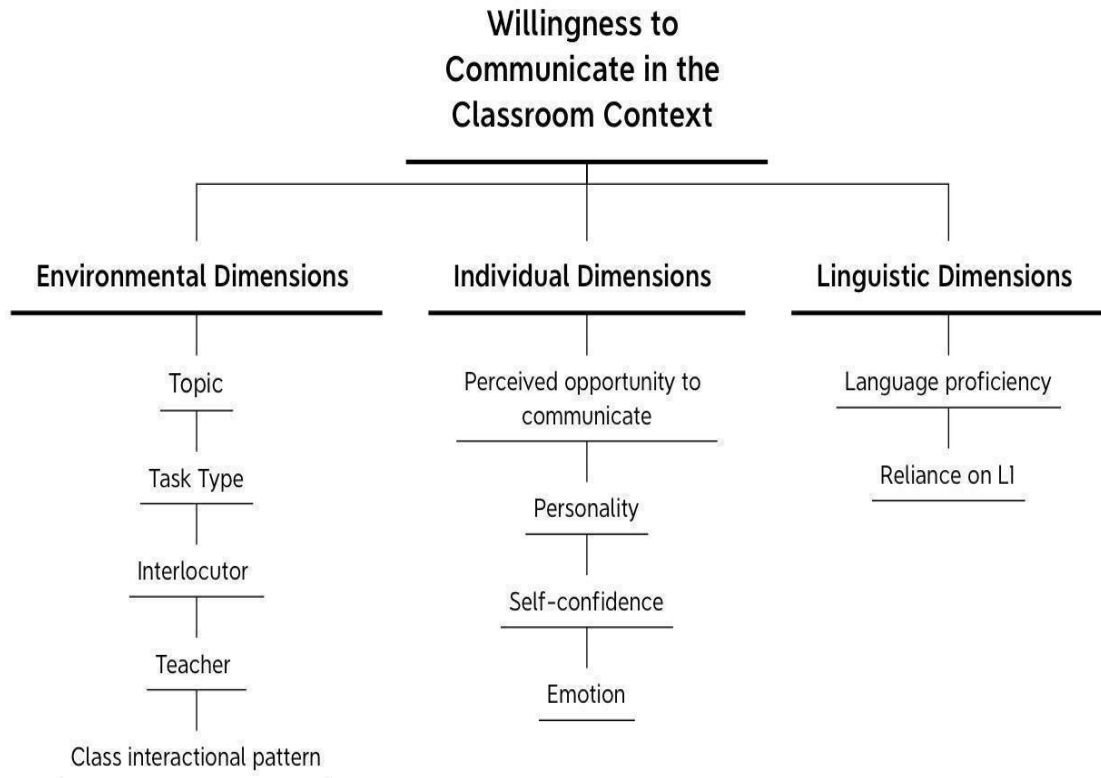 Willingness to
Communicate in the
Classroom Context
Environmental Dimensions
Topic
Task Type
Interlocutor
Teacher
Class interactional pattern
Individual Dimensions
Perceived opportunity to
communicate
Personality
Self-confidence
Emotion
Linguistic Dimensions
Language proficiency
Reliance on L1